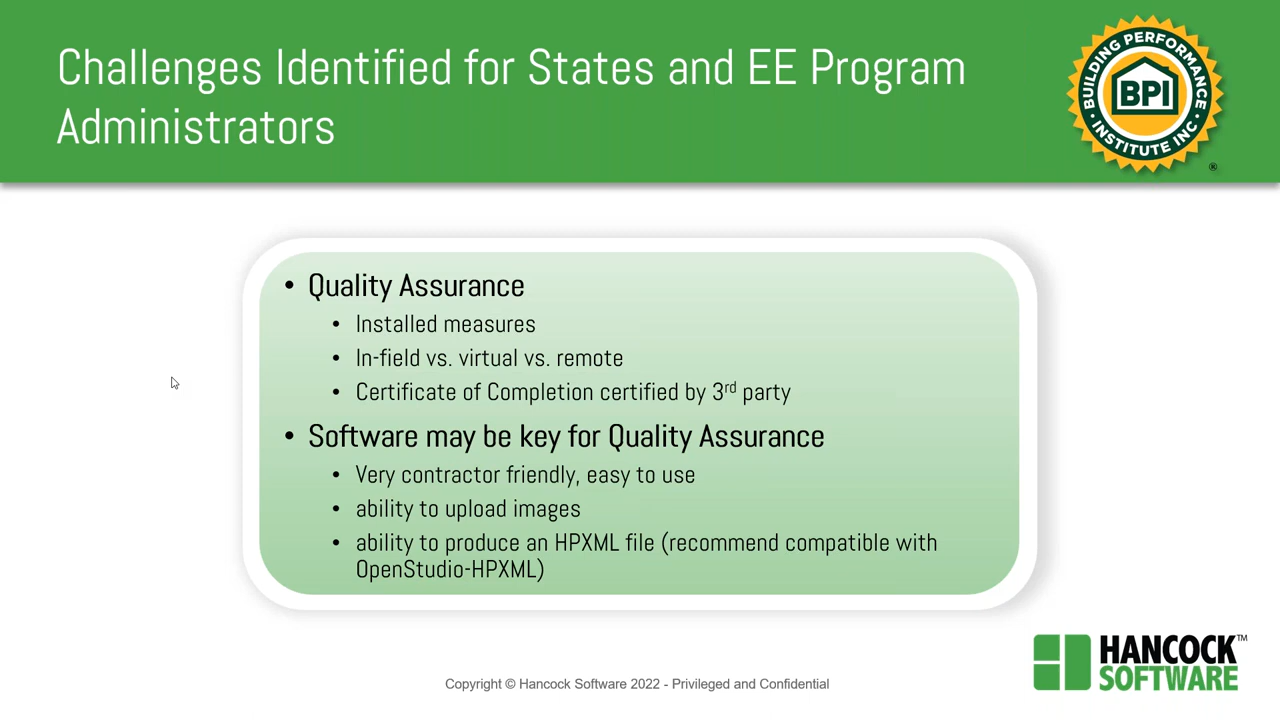 Challenges Identified for States and EE Program
Administrators
BUILDING PERFORMANCE
BPI
INSTITUTE INC
®
• Quality Assurance
• Installed measures
• In-field vs. virtual vs. remote
• Certificate of Completion certified by 3rd party
• Software may be key for Quality Assurance
• Very contractor friendly, easy to use
• ability to upload images
• ability to produce an HPXML file (recommend compatible with
OpenStudio-HPXML)
HANCOCK™
SOFTWARE
Copyright © Hancock Software 2022 - Privileged and Confidential